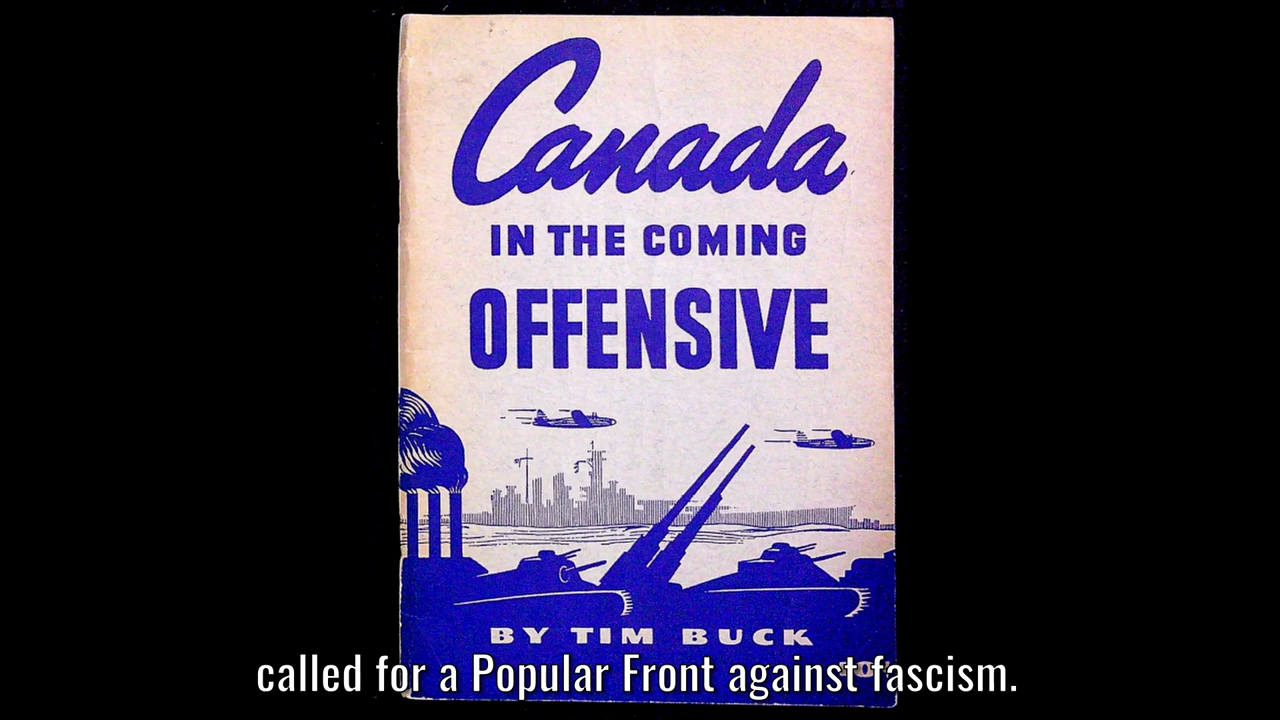 Canada
IN THE COMING
OFFENSIVE
BY TIM BUCK
called for a Popular Front against fascism.